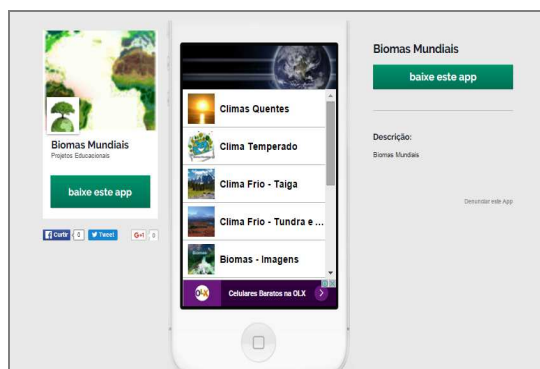 Biomas Mundiais
Projetos Educacionais
baixe este app
Curtir 0
Tweet
G+1 0
Climas Quentes
Clima Temperado
Clima Frio - Taiga
Clima Frio - Tundra e ...
Biomas - Imagens
OLX Celulares Baratos na OLX
Biomas Mundiais
baixe este app
Descrição:
Biomas Mundiais
Denunciar este App